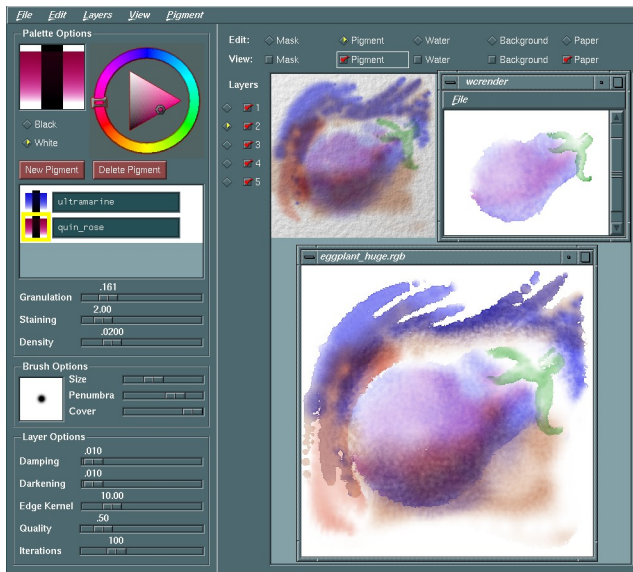 File Edit Layers View Pigment
Palette Options
Black
White
New Pigment Delete Pigment
ultramarine
quin_rose
.161
Granulation
2.00
Staining
.0200
Density
Brush Options
Size
Penumbra
Cover
Layer Options
.010
Damping
.010
Darkening
10.00
Edge Kernel
.50
Quality
100
Iterations
Edit: Mask Pigment Water Background Paper
View: Mask Pigment Water Background Paper
Layers
1
2
3
4
5
wcrender
File
eggplant_huge.rgb